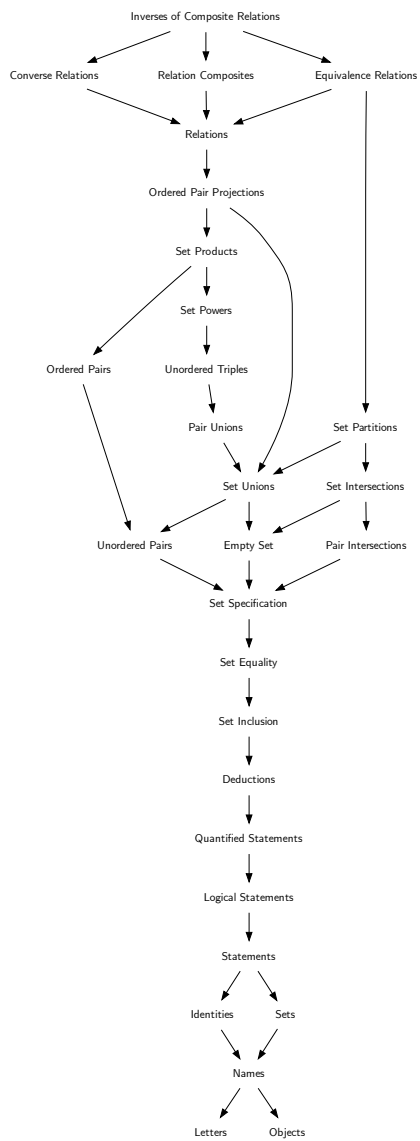 Inverses of Composite Relations
Converse Relations
Relation Composites
Equivalence Relations
Relations
Ordered Pair Projections
Set Products
Set Powers
Ordered Pairs
Unordered Triples
Pair Unions
Set Partitions
Set Unions
Set Intersections
Unordered Pairs
Empty Set
Pair Intersections
Set Specification
Set Equality
Set Inclusion
Deductions
Quantified Statements
Logical Statements
Statements
Identities
Sets
Names
Letters
Objects